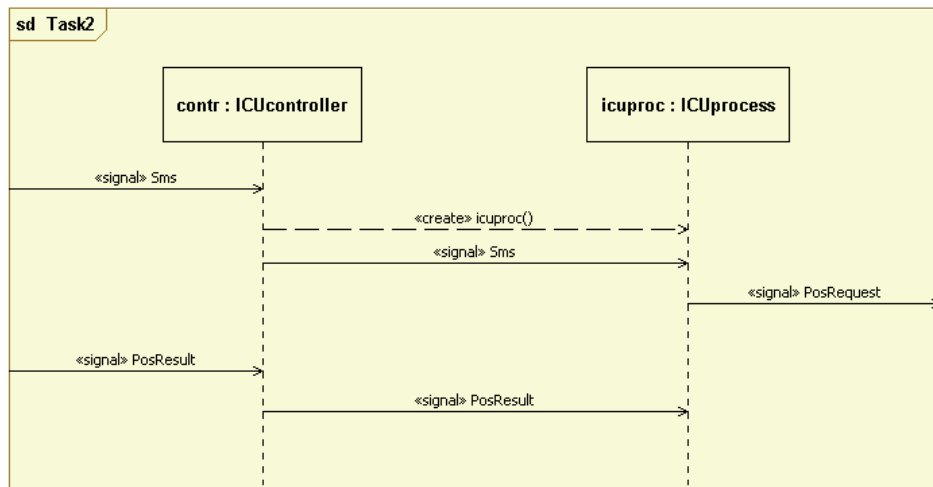 sd Task2
contr : ICUcontroller
icuproc : ICUprocess
«signal» Sms
«create» icuproc()
«signal» Sms
«signal» PosRequest
«signal» PosResult
«signal» PosResult